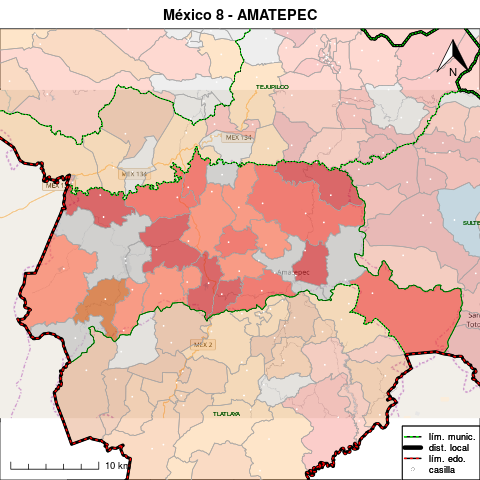 México 8 - AMATEPEC
TEJUPILCO
N
MEX 134
MEX 134
MEX 1
SULTE
Amatepec
San
Toto
MEX 2
TLATLAYA
10 km
lím. munic.
dist. local
lím. edo.
casilla